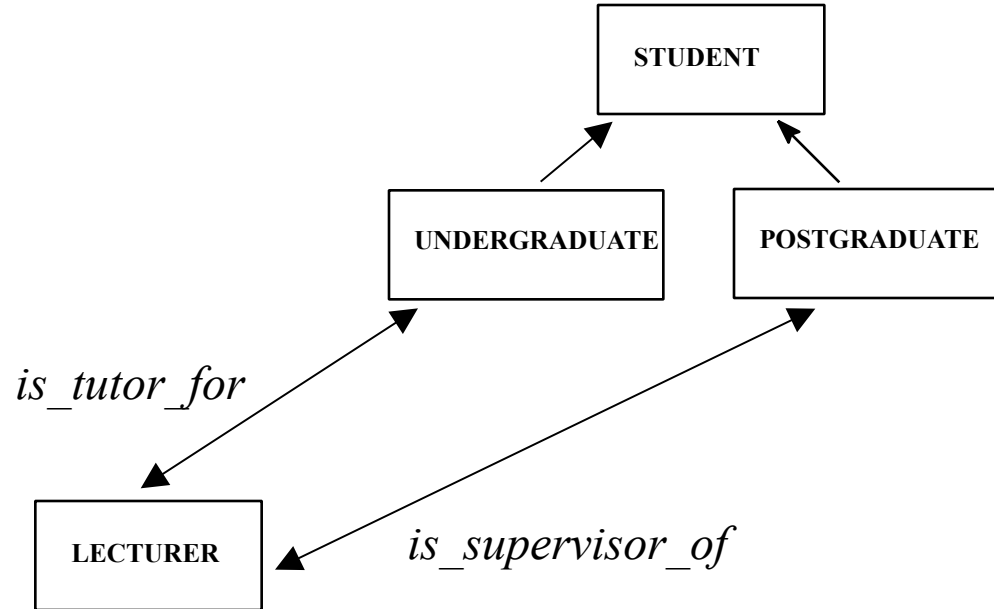 STUDENT
UNDERGRADUATE
POSTGRADUATE
is_tutor_for
LECTURER
is_supervisor_of